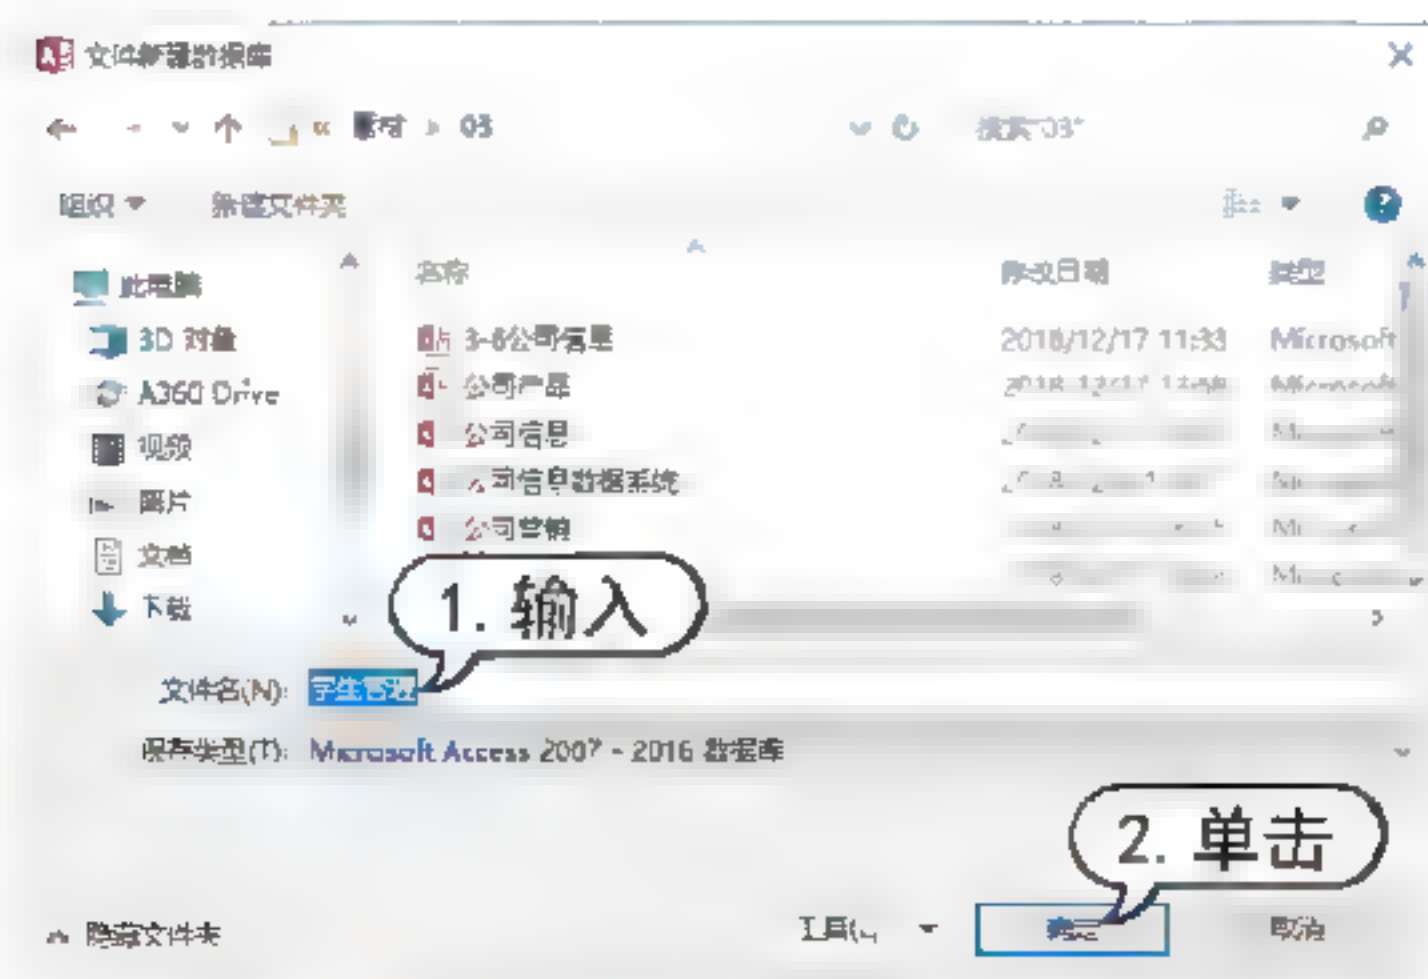 文件新建数据库
« 素材 03
搜索"03"
组织 新建文件夹
名称 修改日期 类型
此电脑
3D 对象
A360 Drive
视频
图片
文档
下载
3-6公司信息 2018/12/17 11:33 Microsoft
公司产品 Microsoft
公司信息
公司信息数据系统
公司营销
1. 输入
文件名(N): 学生管理
保存类型(T): Microsoft Access 2007 - 2016 数据库
2. 单击
隐藏文件夹 工具(L) 确定 取消